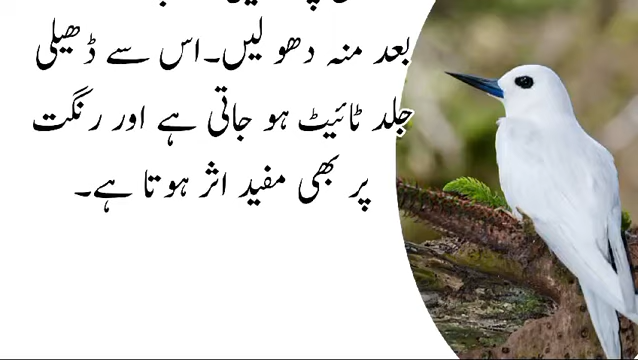 بعد منہ دھو لیں۔اس سے ڈھیلی
جلد ٹائیٹ ہو جاتی ہے اور رنگت
پر بھی مفید اثر ہوتا ہے۔